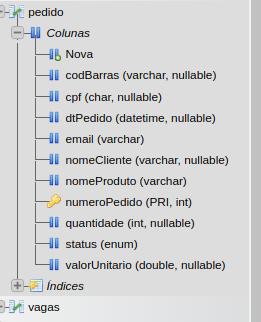 pedido
Colunas
Nova
codBarras (varchar, nullable)
cpf (char, nullable)
dtPedido (datetime, nullable)
email (varchar)
nomeCliente (varchar, nullable)
nomeProduto (varchar)
numeroPedido (PRI, int)
quantidade (int, nullable)
status (enum)
valorUnitario (double, nullable)
Índices
vagas